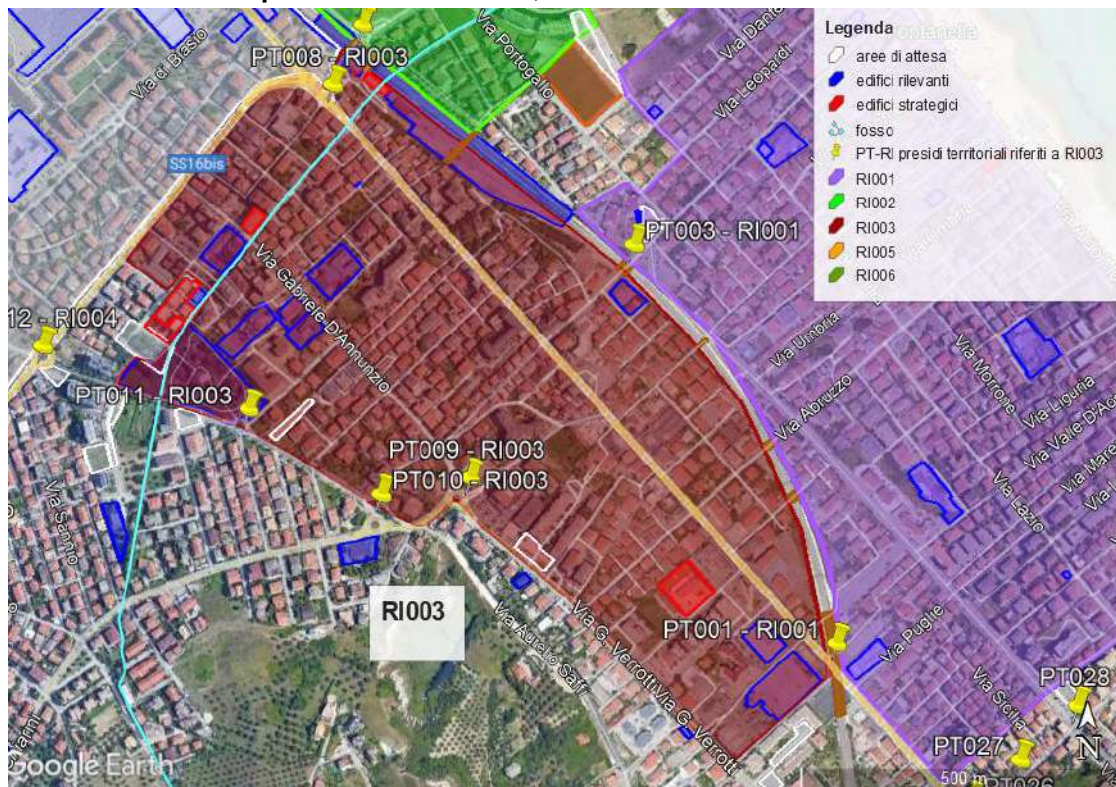 Via di Blasio
PT008 - RI003
Via Portogallo
Via Dante
Via Leopardi
SS16bis
Legenda
aree di attesa
edifici rilevanti
edifici strategici
fosso
PT-RI presidi territoriali riferiti a RI003
RI001
RI002
RI003
RI005
RI006
PT003 - RI001
Via Gabriele D'Annunzio
12 - RI004
Via Umbria
Via Morrone
Via Liguria
PT011 - RI003
Via Abruzzo
PT009 - RI003
PT010 - RI003
Via Sannio
Via Lazio
RI003
PT001 - RI001
Via Puglie
Via Aurelio Saffi
Via G. Verrotti
Via G. Verrotti
Via Sicilia
PT028
N
PT027
Google Earth
500 m
PT026